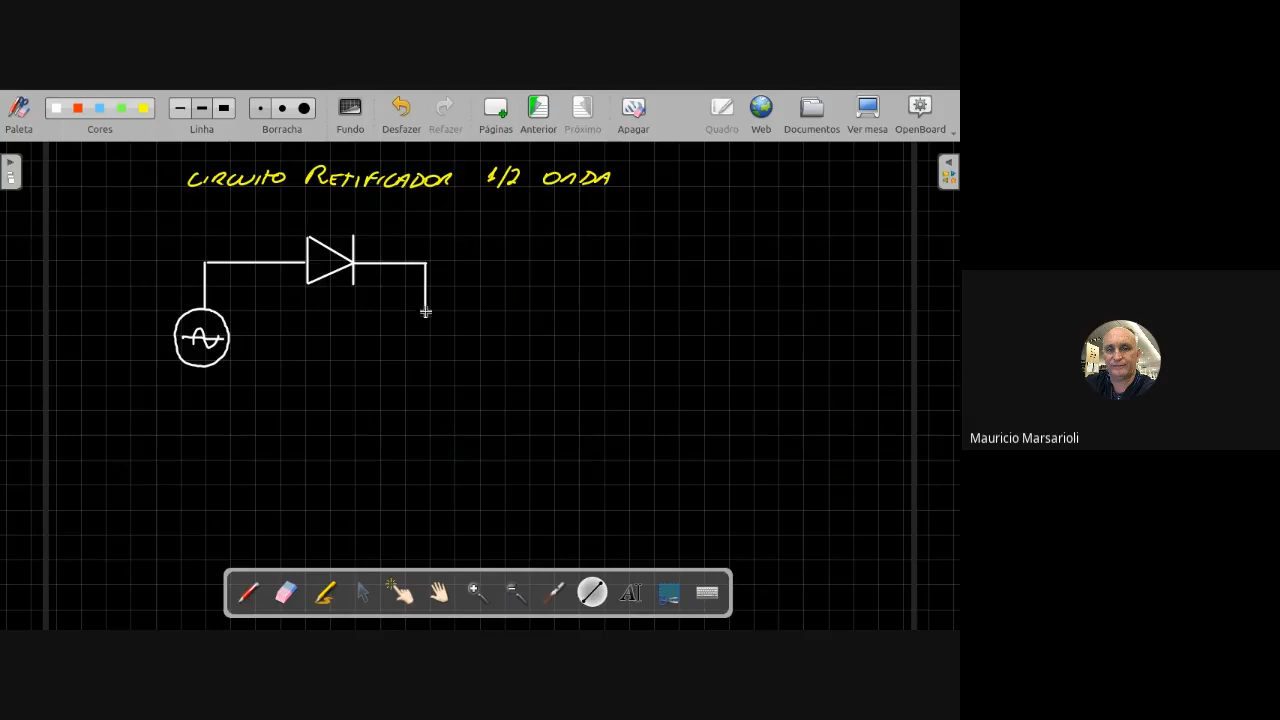 Paleta Cores Linha Borracha Fundo Desfazer Refazer Páginas Anterior Próximo Apagar Quadro Web Documentos Ver mesa OpenBoard
CIRCUITO RETIFICADOR 1/2 ONDA
Mauricio Marsarioli
AI